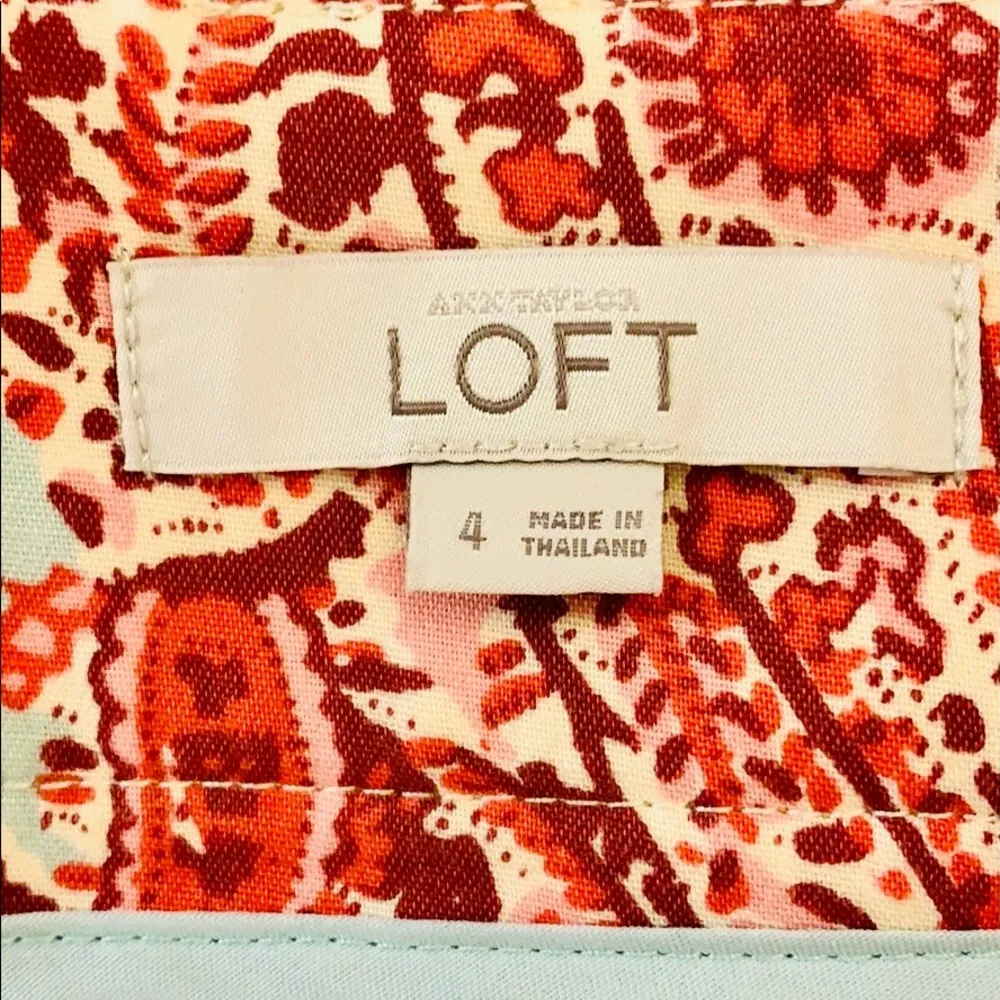 ANN TAYLOR
LOFT
4
MADE IN
THAILAND